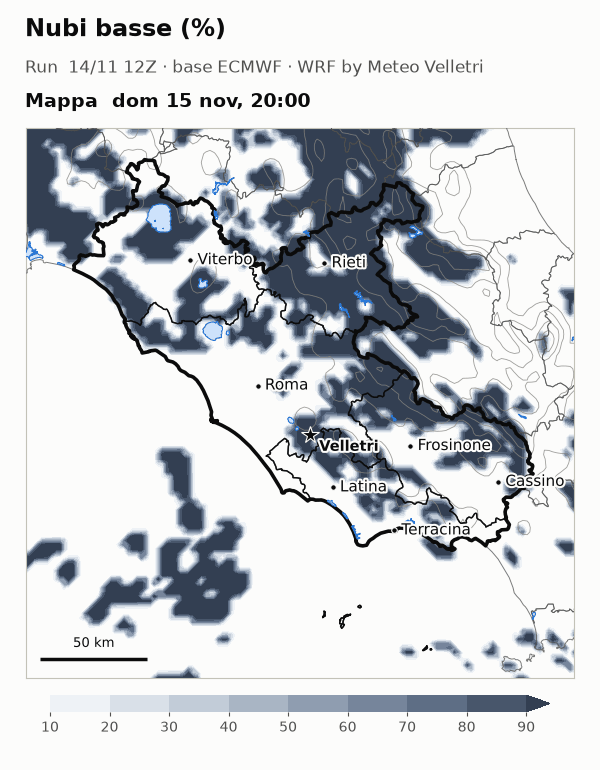 Nubi basse (%)
Run  14/11 12Z · base ECMWF · WRF by Meteo Velletri
Mappa  dom 15 nov, 20:00
Viterbo
Rieti
Roma
Velletri
Frosinone
Cassino
Latina
Terracina
50 km
10 20 30 40 50 60 70 80 90